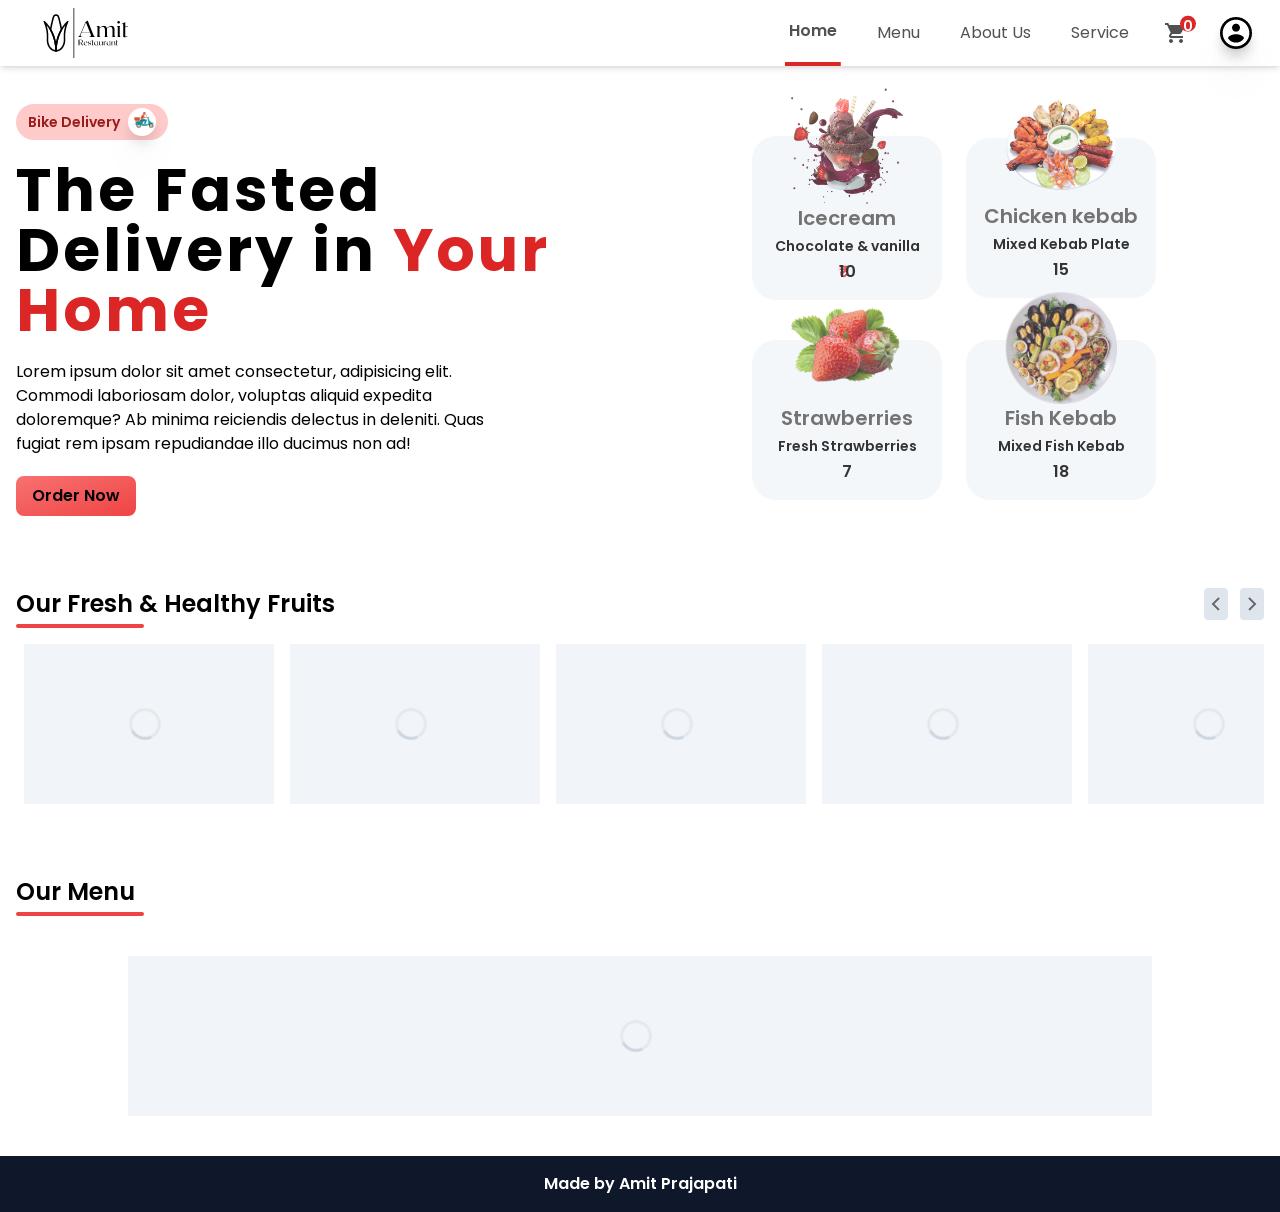 Amit
Restaurant
Home
Menu
About Us
Service
0
Bike Delivery
The Fasted
Delivery in Your
Home
Lorem ipsum dolor sit amet consectetur, adipisicing elit.
Commodi laboriosam dolor, voluptas aliquid expedita
doloremque? Ab minima reiciendis delectus in deleniti. Quas
fugiat rem ipsam repudiandae illo ducimus non ad!
Order Now
Icecream
Chocolate & vanilla
10
Chicken kebab
Mixed Kebab Plate
15
Strawberries
Fresh Strawberries
7
Fish Kebab
Mixed Fish Kebab
18
Our Fresh & Healthy Fruits
Our Menu
Made by Amit Prajapati